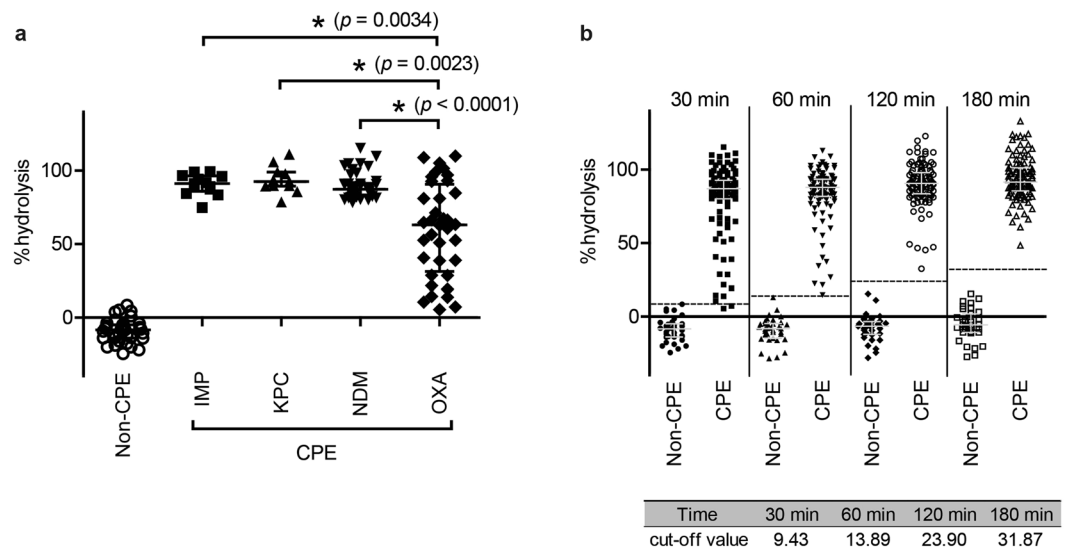 a
* (p = 0.0034)
* (p = 0.0023)
* (p < 0.0001)
% hydrolysis
100
50
0
Non-CPE
IMP
KPC
NDM
OXA
CPE
b
30 min 60 min 120 min 180 min
% hydrolysis
100
50
0
Non-CPE
CPE
Non-CPE
CPE
Non-CPE
CPE
Non-CPE
CPE
Time 30 min 60 min 120 min 180 min
cut-off value 9.43 13.89 23.90 31.87